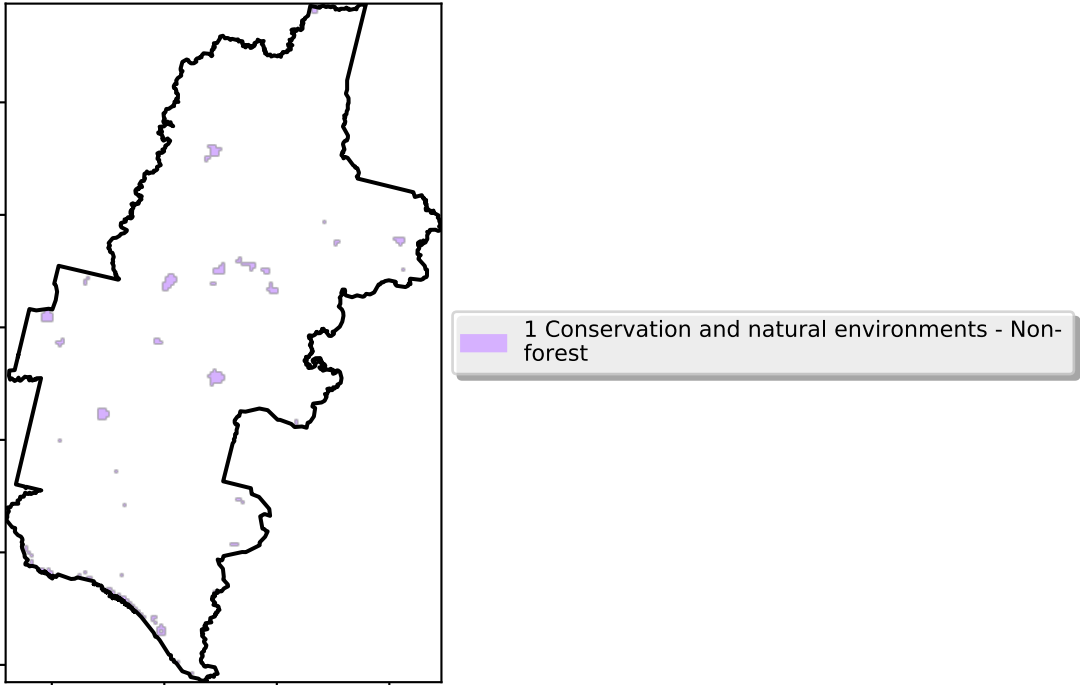 1 Conservation and natural environments - Non-
forest